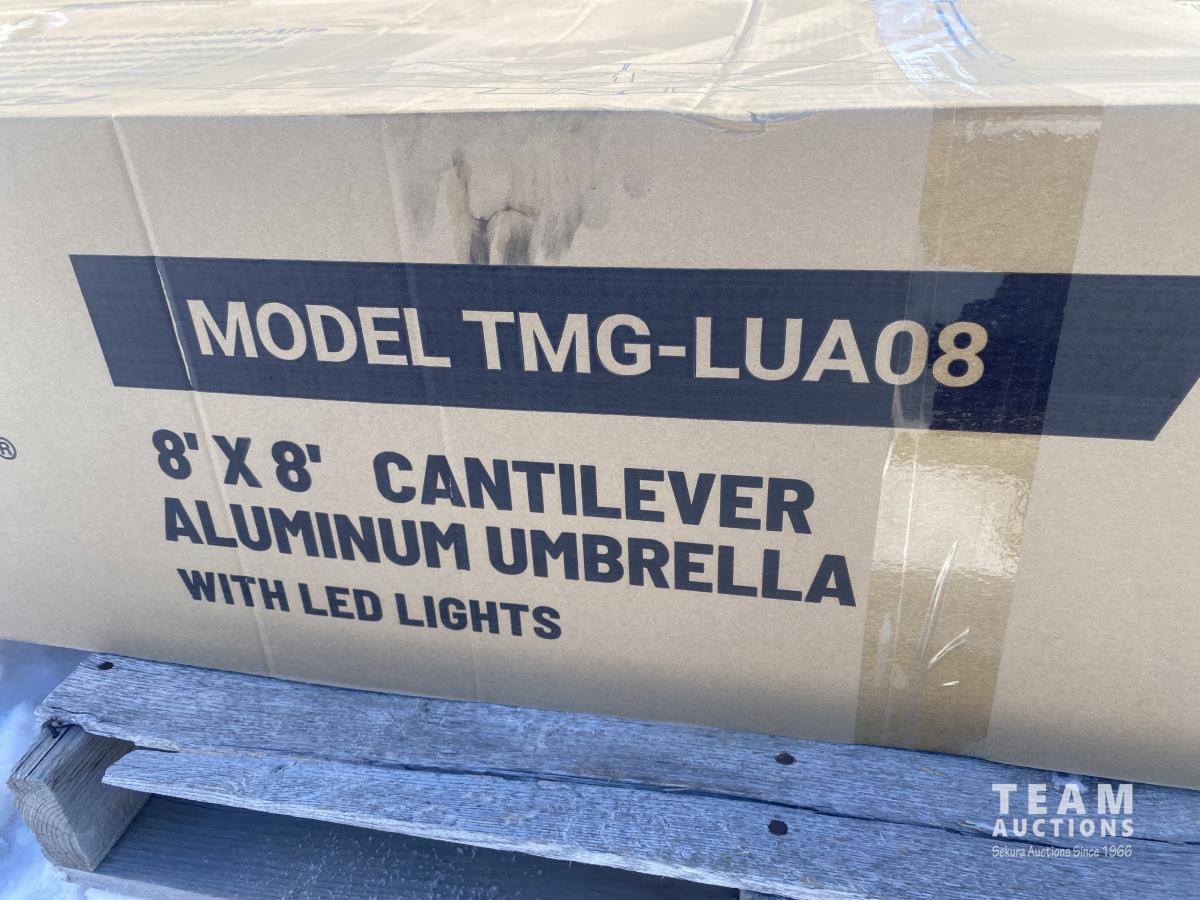 MODEL TMG-LUA08
®
8' X 8' CANTILEVER
ALUMINUM UMBRELLA
WITH LED LIGHTS
TEAM
AUCTIONS
Sekura Auctions Since 1966